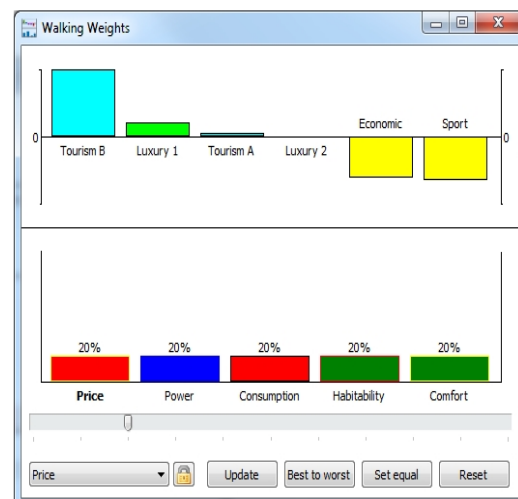 Walking Weights
Economic Sport
0 0
Tourism B Luxury 1 Tourism A Luxury 2
20% 20% 20% 20% 20%
Price Power Consumption Habitability Comfort
Price Update Best to worst Set equal Reset